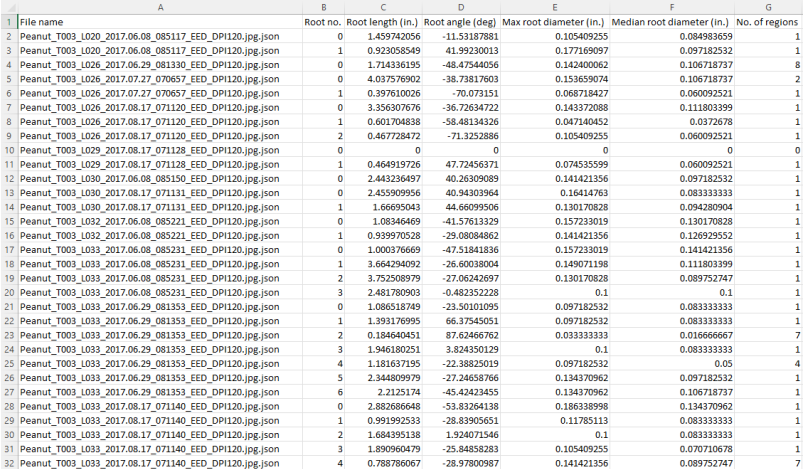 A B C D E F G
1 File name Root no. Root length (in.) Root angle (deg) Max root diameter (in.) Median root diameter (in.) No. of regions
2 Peanut_T003_L020_2017.06.08_085117_EED_DPI120.jpg.json 0 1.459742056 -11.53187881 0.105409255 0.084983659 1
3 Peanut_T003_L020_2017.06.08_085117_EED_DPI120.jpg.json 1 0.923058549 41.99230013 0.177169097 0.097182532 1
4 Peanut_T003_L026_2017.06.29_081330_EED_DPI120.jpg.json 0 1.714336195 -48.47544056 0.142400062 0.106718737 8
5 Peanut_T003_L026_2017.07.27_070657_EED_DPI120.jpg.json 0 4.037576902 -38.73817603 0.153659074 0.106718737 2
6 Peanut_T003_L026_2017.07.27_070657_EED_DPI120.jpg.json 1 0.397610026 -70.073151 0.068718427 0.060092521 1
7 Peanut_T003_L026_2017.08.17_071120_EED_DPI120.jpg.json 0 3.356307676 -36.72634722 0.143372088 0.111803399 1
8 Peanut_T003_L026_2017.08.17_071120_EED_DPI120.jpg.json 1 0.601704838 -58.48134326 0.047140452 0.0372678 1
9 Peanut_T003_L026_2017.08.17_071120_EED_DPI120.jpg.json 2 0.467728472 -71.3252886 0.105409255 0.060092521 1
10 Peanut_T003_L029_2017.08.17_071128_EED_DPI120.jpg.json 0 0 0 0 0 0
11 Peanut_T003_L029_2017.08.17_071128_EED_DPI120.jpg.json 1 0.464919726 47.72456371 0.074535599 0.060092521 1
12 Peanut_T003_L030_2017.06.08_085150_EED_DPI120.jpg.json 0 2.443236497 40.26309089 0.141421356 0.097182532 1
13 Peanut_T003_L030_2017.08.17_071131_EED_DPI120.jpg.json 0 2.455909956 40.94303964 0.16414763 0.083333333 1
14 Peanut_T003_L030_2017.08.17_071131_EED_DPI120.jpg.json 1 1.66695043 44.66099506 0.130170828 0.094280904 1
15 Peanut_T003_L032_2017.06.08_085221_EED_DPI120.jpg.json 0 1.08346469 -41.57613329 0.157233019 0.130170828 1
16 Peanut_T003_L032_2017.06.08_085221_EED_DPI120.jpg.json 1 0.939970528 -29.08084862 0.141421356 0.126929552 1
17 Peanut_T003_L033_2017.06.08_085231_EED_DPI120.jpg.json 0 1.000376669 -47.51841836 0.157233019 0.141421356 1
18 Peanut_T003_L033_2017.06.08_085231_EED_DPI120.jpg.json 1 3.664294092 -26.60038004 0.149071198 0.111803399 1
19 Peanut_T003_L033_2017.06.08_085231_EED_DPI120.jpg.json 2 3.752508979 -27.06242697 0.130170828 0.089752747 1
20 Peanut_T003_L033_2017.06.08_085231_EED_DPI120.jpg.json 3 2.481780903 -0.482352228 0.1 0.1 1
21 Peanut_T003_L033_2017.06.29_081353_EED_DPI120.jpg.json 0 1.086518749 -23.50101095 0.097182532 0.083333333 1
22 Peanut_T003_L033_2017.06.29_081353_EED_DPI120.jpg.json 1 1.393176995 66.37545051 0.097182532 0.083333333 1
23 Peanut_T003_L033_2017.06.29_081353_EED_DPI120.jpg.json 2 0.184640451 87.62466762 0.033333333 0.016666667 7
24 Peanut_T003_L033_2017.06.29_081353_EED_DPI120.jpg.json 3 1.946180251 3.824350129 0.1 0.083333333 1
25 Peanut_T003_L033_2017.06.29_081353_EED_DPI120.jpg.json 4 1.181637195 -22.38825019 0.097182532 0.05 4
26 Peanut_T003_L033_2017.06.29_081353_EED_DPI120.jpg.json 5 2.344809979 -27.24658766 0.134370962 0.097182532 1
27 Peanut_T003_L033_2017.06.29_081353_EED_DPI120.jpg.json 6 2.2125174 -45.42423455 0.134370962 0.106718737 1
28 Peanut_T003_L033_2017.08.17_071140_EED_DPI120.jpg.json 0 2.882686648 -53.83264138 0.186338998 0.134370962 1
29 Peanut_T003_L033_2017.08.17_071140_EED_DPI120.jpg.json 1 0.991992533 -28.83905651 0.11785113 0.083333333 1
30 Peanut_T003_L033_2017.08.17_071140_EED_DPI120.jpg.json 2 1.684395138 1.924071546 0.1 0.083333333 1
31 Peanut_T003_L033_2017.08.17_071140_EED_DPI120.jpg.json 3 1.890960479 -25.84858283 0.105409255 0.070710678 1
32 Peanut_T003_L033_2017.08.17_071140_EED_DPI120.jpg.json 4 0.788786067 -28.97800987 0.141421356 0.089752747 7